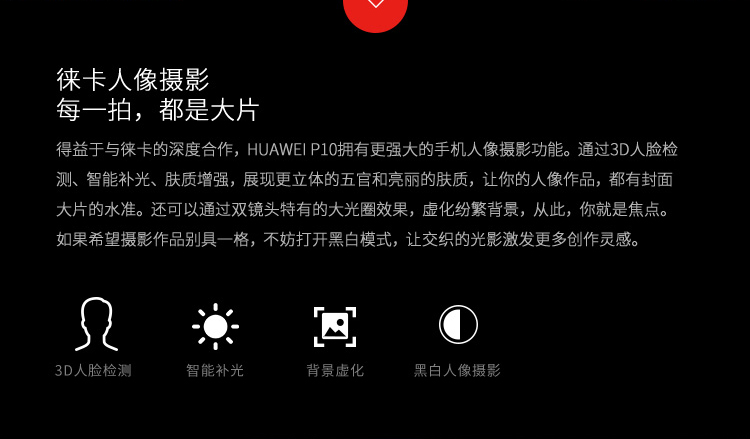 徕卡人像摄影
每一拍，都是大片
得益于与徕卡的深度合作，HUAWEI P10拥有更强大的手机人像摄影功能。通过3D人脸检
测、智能补光、肤质增强，展现更立体的五官和亮丽的肤质，让你的人像作品，都有封面
大片的水准。还可以通过双镜头特有的大光圈效果，虚化纷繁背景，从此，你就是焦点。
如果希望摄影作品别具一格，不妨打开黑白模式，让交织的光影激发更多创作灵感。
3D人脸检测 智能补光 背景虚化 黑白人像摄影